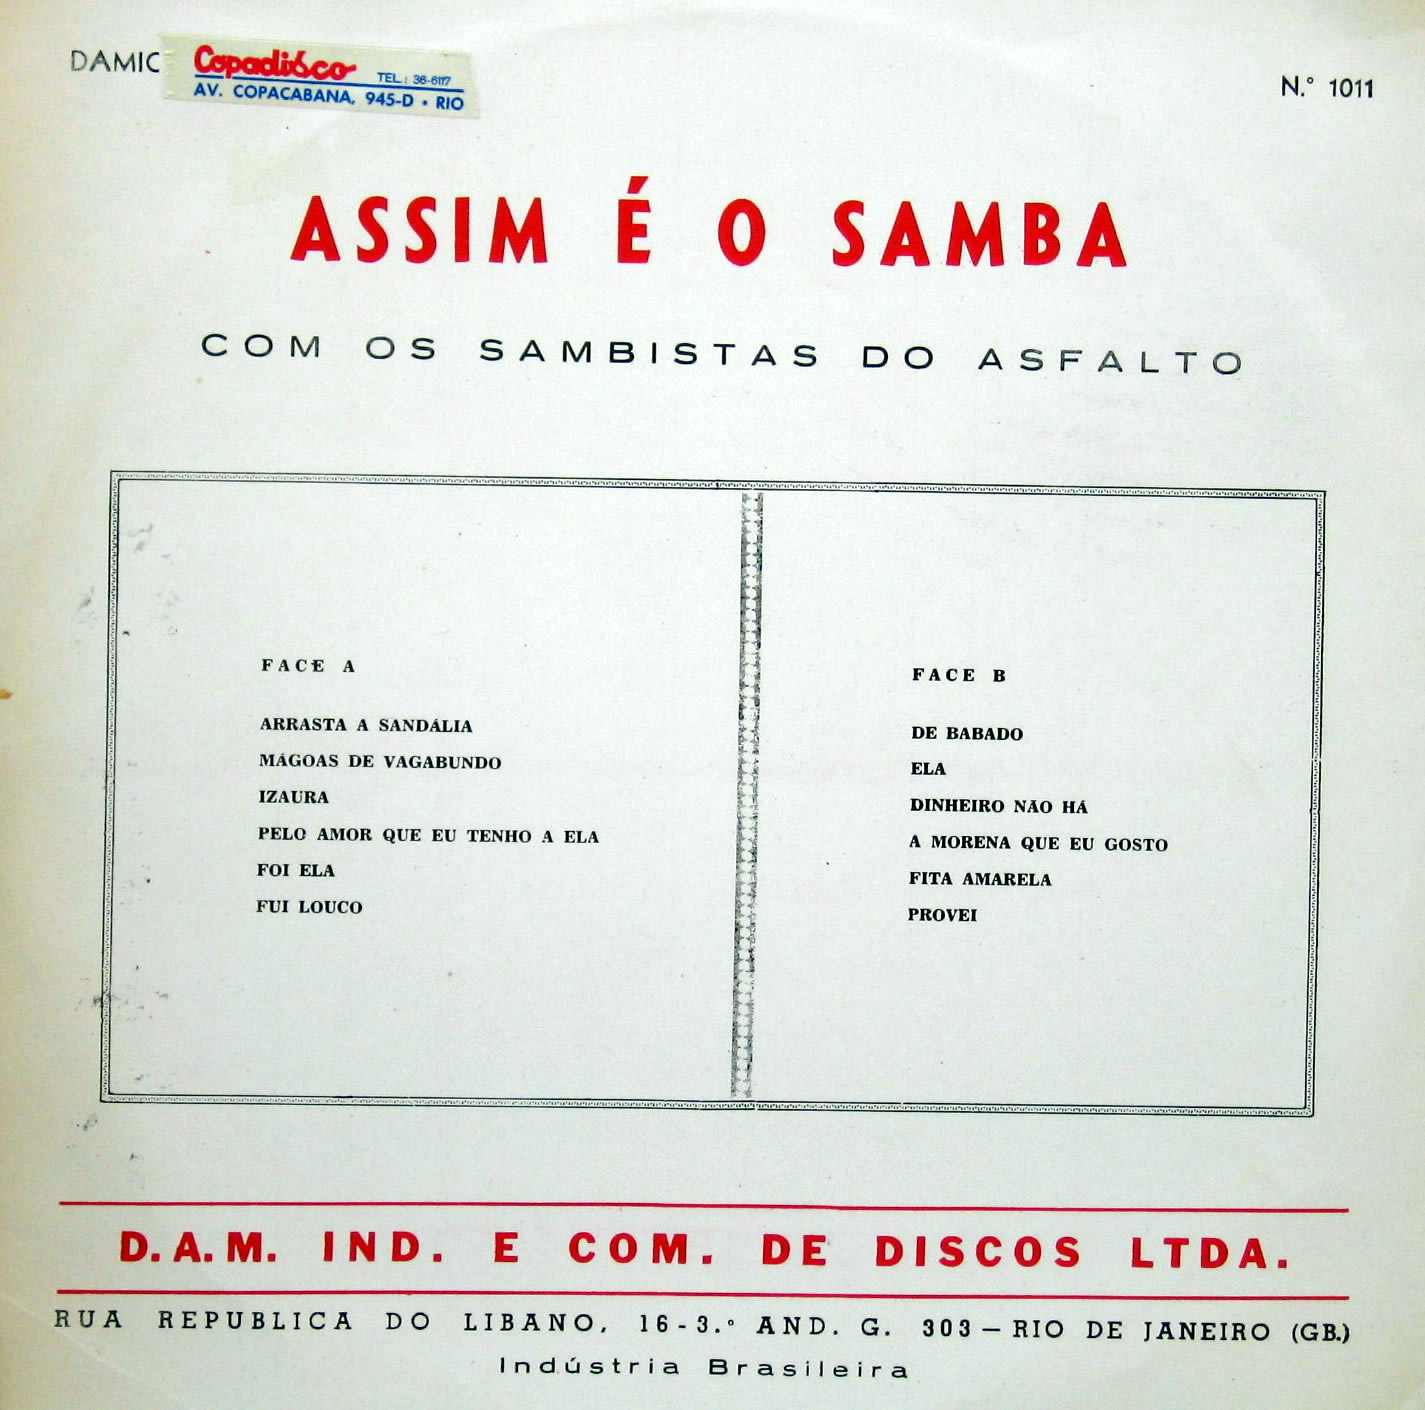 DAMIC
Copadisco
TEL.: 36-6117
AV. COPACABANA, 945-D • RIO
N.° 1011
ASSIM É O SAMBA
COM OS SAMBISTAS DO ASFALTO
FACE A
ARRASTA A SANDÁLIA
MÁGOAS DE VAGABUNDO
IZAURA
PELO AMOR QUE EU TENHO A ELA
FOI ELA
FUI LOUCO
FACE B
DE BABADO
ELA
DINHEIRO NÃO HÁ
A MORENA QUE EU GOSTO
FITA AMARELA
PROVEI
D.A.M. IND. E COM. DE DISCOS LTDA.
RUA REPUBLICA DO LIBANO, 16-3.° AND. G. 303 — RIO DE JANEIRO (GB.)
Indústria Brasileira